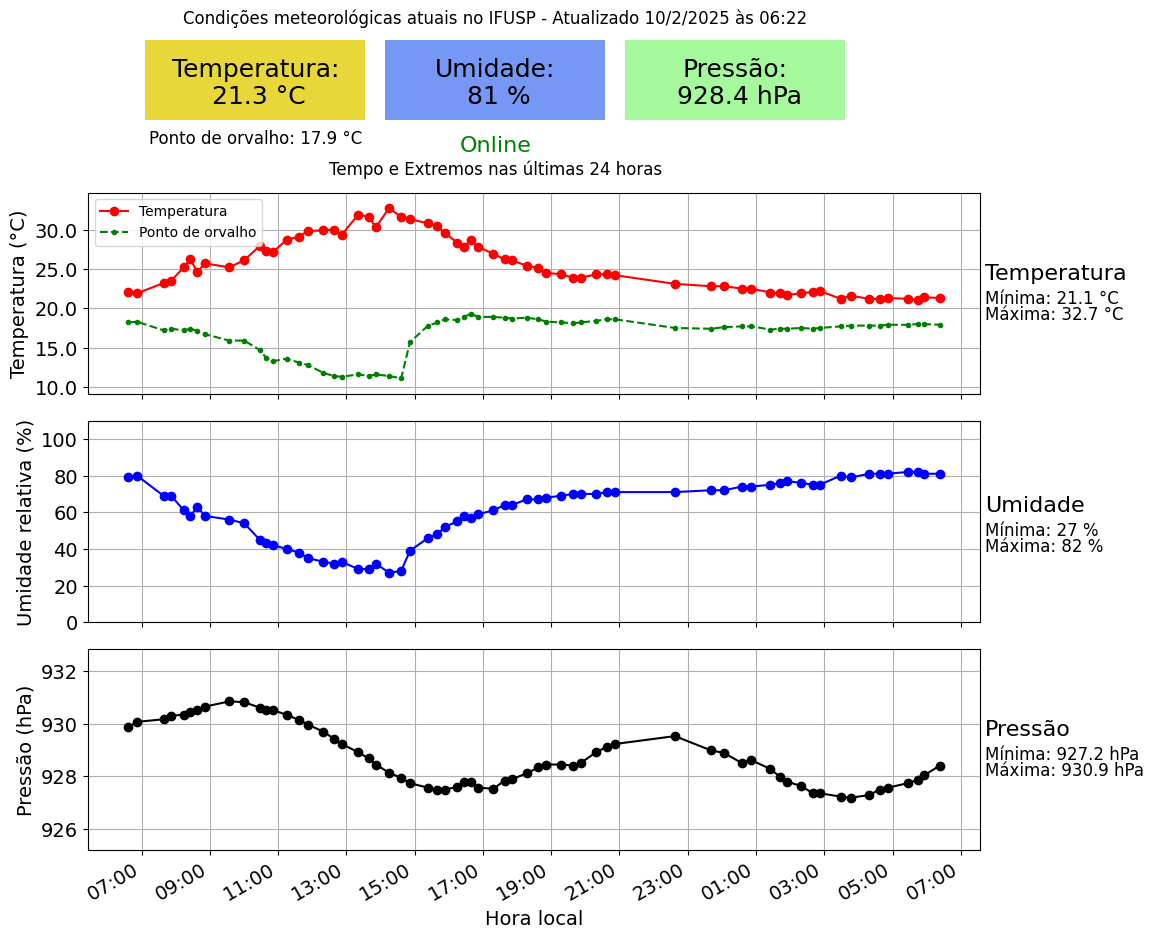 Condições meteorológicas atuais no IFUSP - Atualizado 10/2/2025 às 06:22
Temperatura:
21.3 °C
Umidade:
81 %
Pressão:
928.4 hPa
Ponto de orvalho: 17.9 °C
Online
Tempo e Extremos nas últimas 24 horas
Temperatura (°C)
30.0
25.0
20.0
15.0
10.0
Temperatura
Ponto de orvalho
Temperatura
Mínima: 21.1 °C
Máxima: 32.7 °C
Umidade relativa (%)
100
80
60
40
20
0
Umidade
Mínima: 27 %
Máxima: 82 %
Pressão (hPa)
932
930
928
926
Pressão
Mínima: 927.2 hPa
Máxima: 930.9 hPa
07:00 09:00 11:00 13:00 15:00 17:00 19:00 21:00 23:00 01:00 03:00 05:00 07:00
Hora local